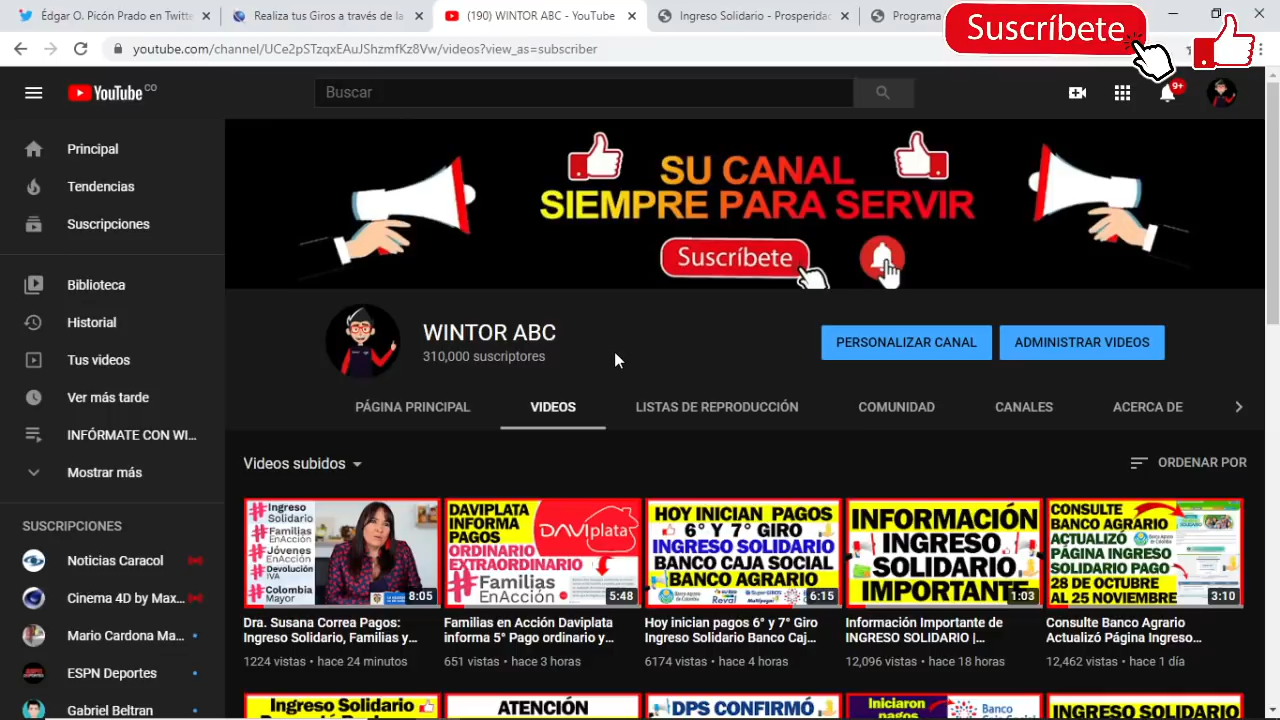 Édgar O. Picón Prado en Twitte
Realiza tus Giros a través de la
(190) WINTOR ABC - YouTube
Ingreso Solidario - Prosperida
Programa
Suscríbete
youtube.com/channel/UCe2pSTzqxEAuJShzmfKz8Vw/videos?view_as=subscriber
YouTube CO
Buscar
9+
Principal
Tendencias
Suscripciones
Biblioteca
Historial
Tus videos
Ver más tarde
INFÓRMATE CON WI...
Mostrar más
SUSCRIPCIONES
Noticias Caracol
Cinema 4D by Max...
Mario Cardona Ma...
ESPN Deportes
Gabriel Beltran
SU CANAL
SIEMPRE PARA SERVIR
Suscríbete
WINTOR ABC
310,000 suscriptores
PERSONALIZAR CANAL
ADMINISTRAR VIDEOS
PÁGINA PRINCIPAL
VIDEOS
LISTAS DE REPRODUCCIÓN
COMUNIDAD
CANALES
ACERCA DE
Videos subidos
ORDENAR POR
#Ingreso
Solidario
#Familias
EnAcción
#Jóvenes
EnAcción
#Devolución
IVA
#Colombia
Mayor
8:05
Dra. Susana Correa Pagos:
Ingreso Solidario, Familias y...
1224 vistas • hace 24 minutos
DAVIPLATA
INFORMA
PAGOS
ORDINARIO
EXTRAORDINARIO
#Familias
EnAcción
DAVIplata
5:48
Familias en Acción Daviplata
informa 5° Pago ordinario y...
651 vistas • hace 3 horas
HOY INICIAN PAGOS
6° Y 7° GIRO
INGRESO SOLIDARIO
BANCO CAJA SOCIAL
BANCO AGRARIO
6:15
Hoy inician pagos 6° y 7° Giro
Ingreso Solidario Banco Caj...
6174 vistas • hace 4 horas
INFORMACIÓN
INGRESO
SOLIDARIO
IMPORTANTE
1:03
Información Importante de
INGRESO SOLIDARIO |...
12,096 vistas • hace 18 horas
CONSULTE
BANCO AGRARIO
ACTUALIZÓ
PÁGINA INGRESO
SOLIDARIO PAGO
28 DE OCTUBRE
AL 25 NOVIEMBRE
3:10
Consulte Banco Agrario
Actualizó Página Ingreso...
12,462 vistas • hace 1 día
Ingreso Solidario
ATENCIÓN
DPS CONFIRMÓ
Iniciaron
pagos
Banco
INGRESO SOLIDARIO